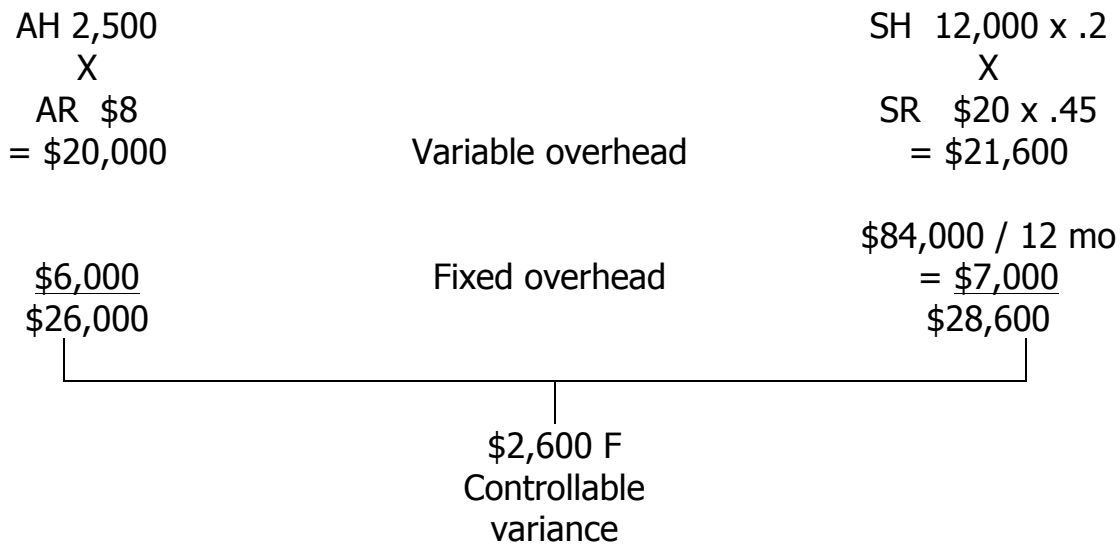 AH 2,500 SH 12,000 x .2
X X
AR $8 SR $20 x .45
= $20,000 Variable overhead = $21,600
$84,000 / 12 mo
$6,000 Fixed overhead = $7,000
$26,000 $28,600
$2,600 F
Controllable
variance